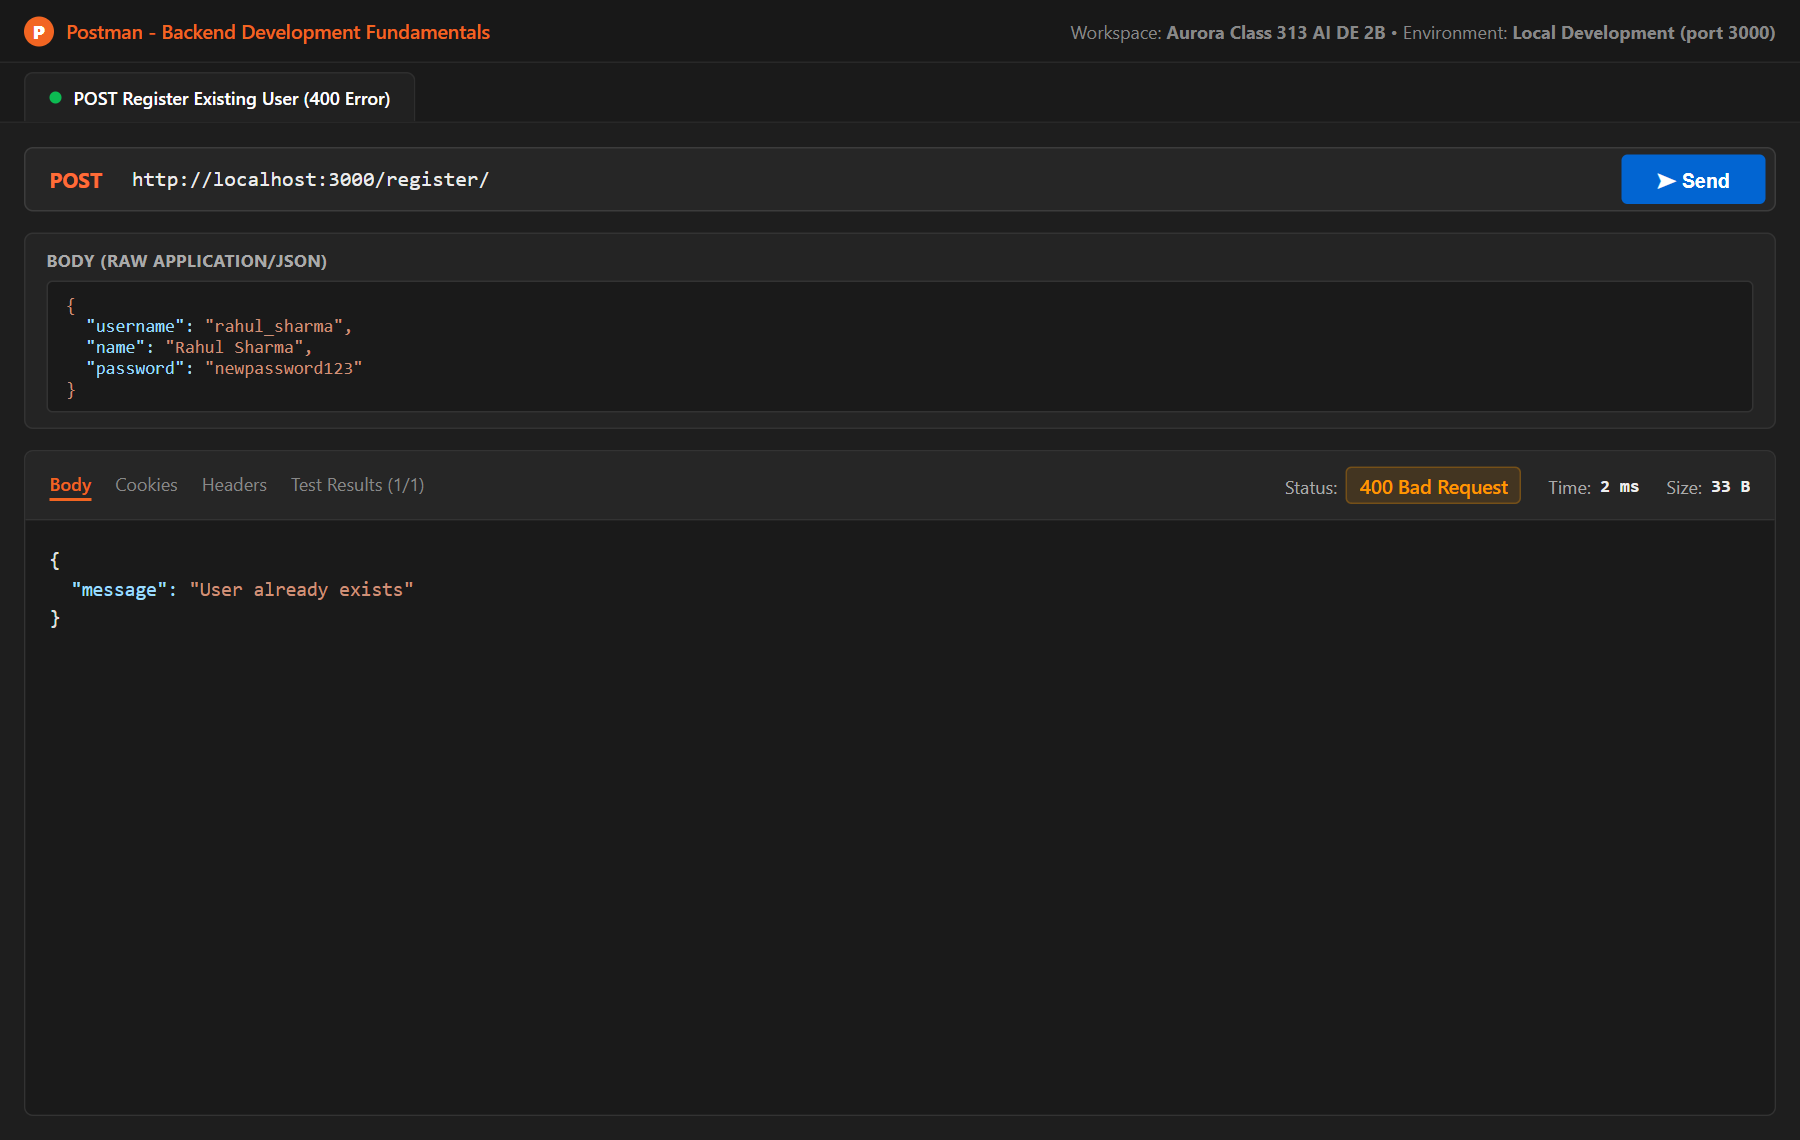 P Postman - Backend Development Fundamentals
Workspace: Aurora Class 313 AI DE 2B • Environment: Local Development (port 3000)
POST Register Existing User (400 Error)
POST http://localhost:3000/register/
➤ Send
BODY (RAW APPLICATION/JSON)
{
  "username": "rahul_sharma",
  "name": "Rahul Sharma",
  "password": "newpassword123"
}
Body Cookies Headers Test Results (1/1)
Status: 400 Bad Request Time: 2 ms Size: 33 B
{
  "message": "User already exists"
}